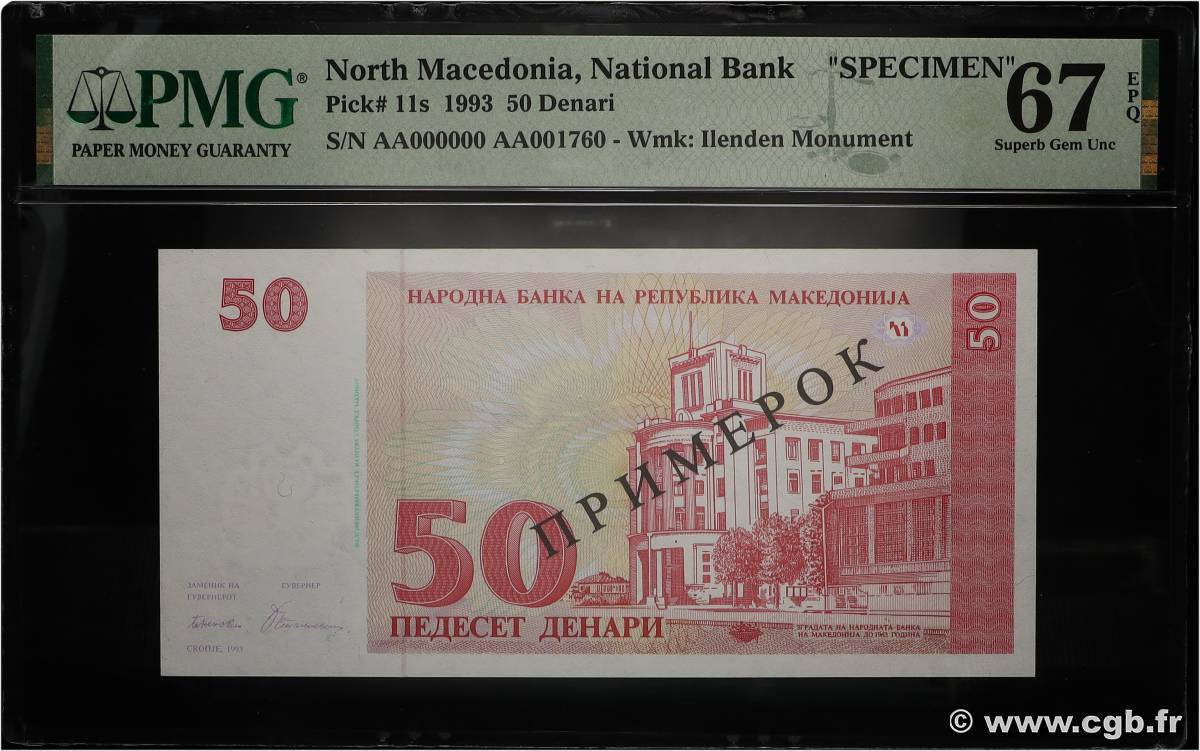 PMG®
PAPER MONEY GUARANTY
North Macedonia, National Bank "SPECIMEN"
Pick# 11s 1993 50 Denari
S/N AA000000 AA001760 - Wmk: Ilenden Monument
67
EPQ
Superb Gem Unc
50
НАРОДНА БАНКА НА РЕПУБЛИКА МАКЕДОНИЈА
50
ПРИМЕРОК
50
ПЕДЕСЕТ ДЕНАРИ
ЗАМЕНИК НА
ГУВЕРНЕРОТ
ГУВЕРНЕР
СКОПЈЕ, 1993
ЗГРАДАТА НА НАРОДНАТА БАНКА
НА МАКЕДОНИЈА ДО 1963 ГОДИНА
© www.cgb.fr